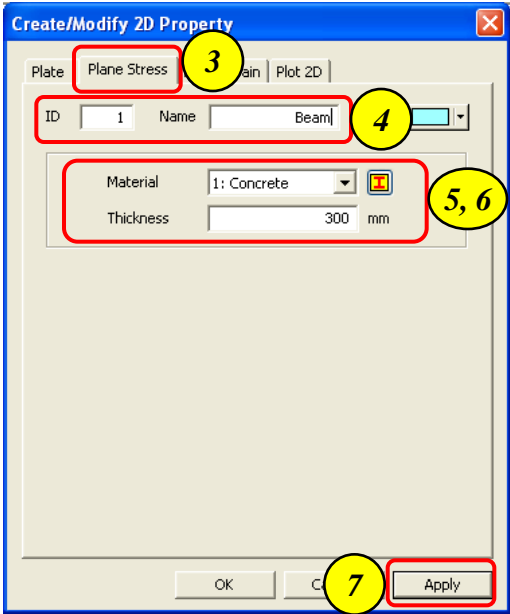 Create/Modify 2D Property
3
Plate Plane Stress ain Plot 2D
ID 1 Name Beam 4
Material 1: Concrete
5, 6
Thickness 300 mm
OK C 7 Apply